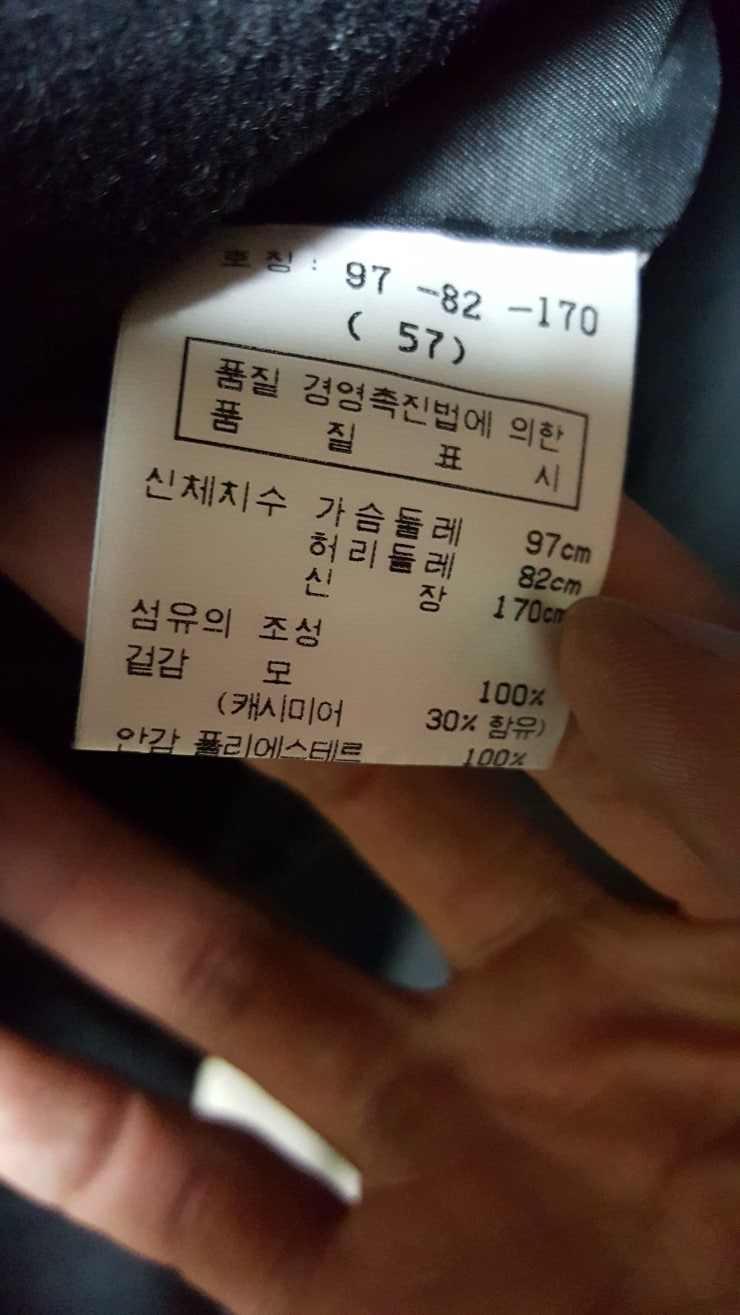 호칭 : 97 -82 -170
( 57)
품질 경영촉진법에 의한
품 질 표 시
신체치수 가슴둘레 97cm
허리둘레 82cm
신 장 170cm
섬유의 조성
겉감 모 100%
(캐시미어 30% 함유)
안감 폴리에스테르 100%